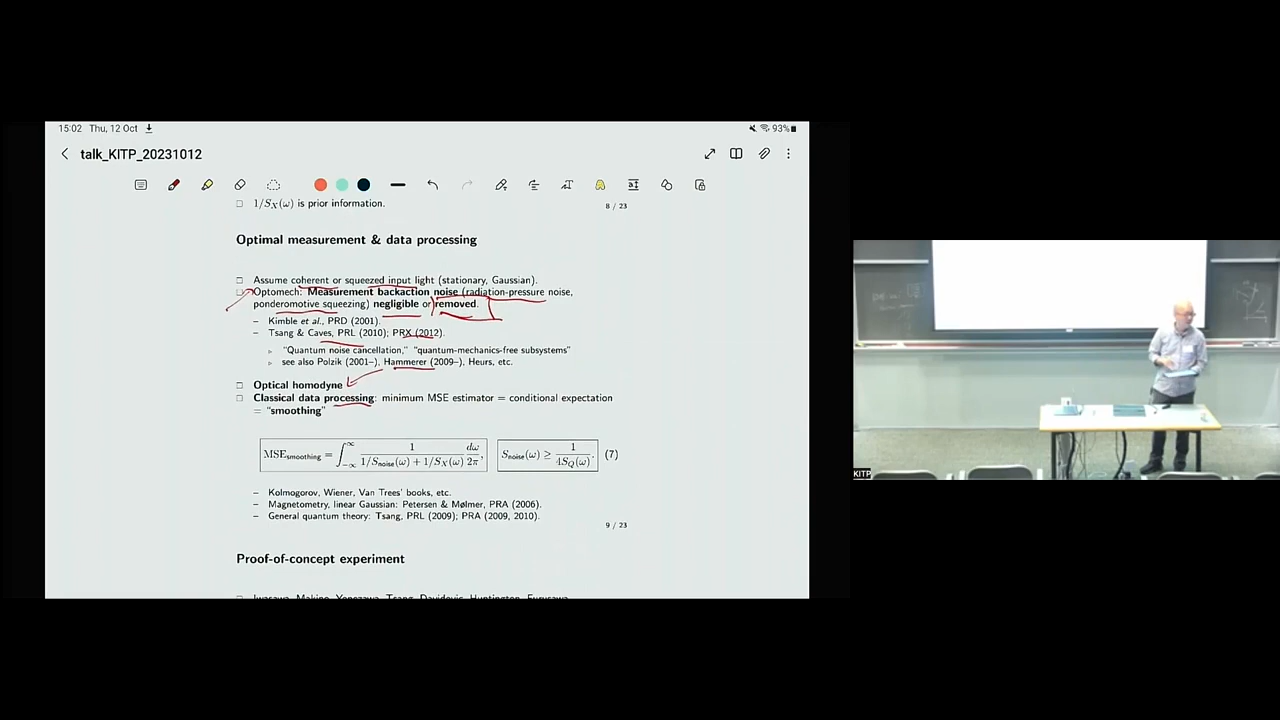 15:02 Thu, 12 Oct
93%
talk_KITP_20231012
□ 1/S_X(ω) is prior information.
8 / 23
Optimal measurement & data processing
□ Assume coherent or squeezed input light (stationary, Gaussian).
□ Optomech: Measurement backaction noise (radiation-pressure noise,
ponderomotive squeezing) negligible or removed.
– Kimble et al., PRD (2001).
– Tsang & Caves, PRL (2010); PRX (2012).
▹ "Quantum noise cancellation," "quantum-mechanics-free subsystems"
▹ see also Polzik (2001–), Hammerer (2009–), Heurs, etc.
□ Optical homodyne
□ Classical data processing: minimum MSE estimator = conditional expectation
= "smoothing"
MSE_smoothing = ∫_{-∞}^{∞} 1/(1/S_noise(ω) + 1/S_X(ω)) dω/2π, S_noise(ω) ≥ 1/(4S_Q(ω)). (7)
– Kolmogorov, Wiener, Van Trees' books, etc.
– Magnetometry, linear Gaussian: Petersen & Mølmer, PRA (2006).
– General quantum theory: Tsang, PRL (2009); PRA (2009, 2010).
9 / 23
Proof-of-concept experiment
KITP